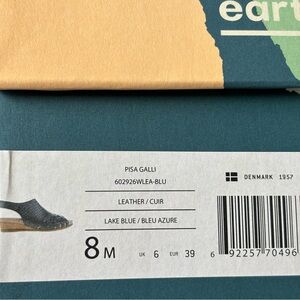 eart
PISA GALLI
602926WLEA-BLU
LEATHER / CUIR
LAKE BLUE / BLEU AZURE
8 M UK 6 EUR 39
DENMARK 1957
6 92257 70496